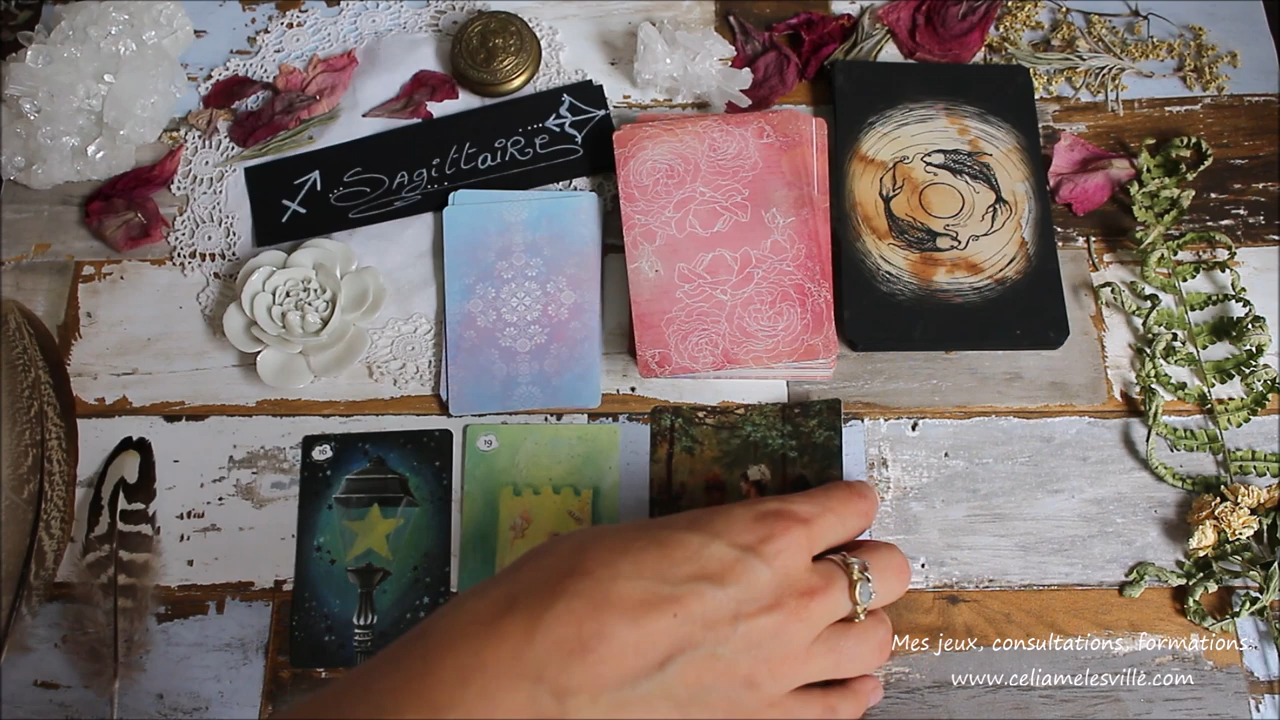 ♐ SagittaiRe
16
19
Mes jeux, consultations, formations:
www.celiamelesville.com